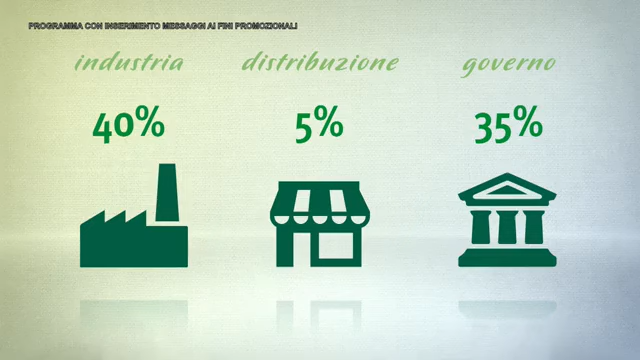 PROGRAMMA CON INSERIMENTO MESSAGGI AI FINI PROMOZIONALI
industria distribuzione governo
40% 5% 35%